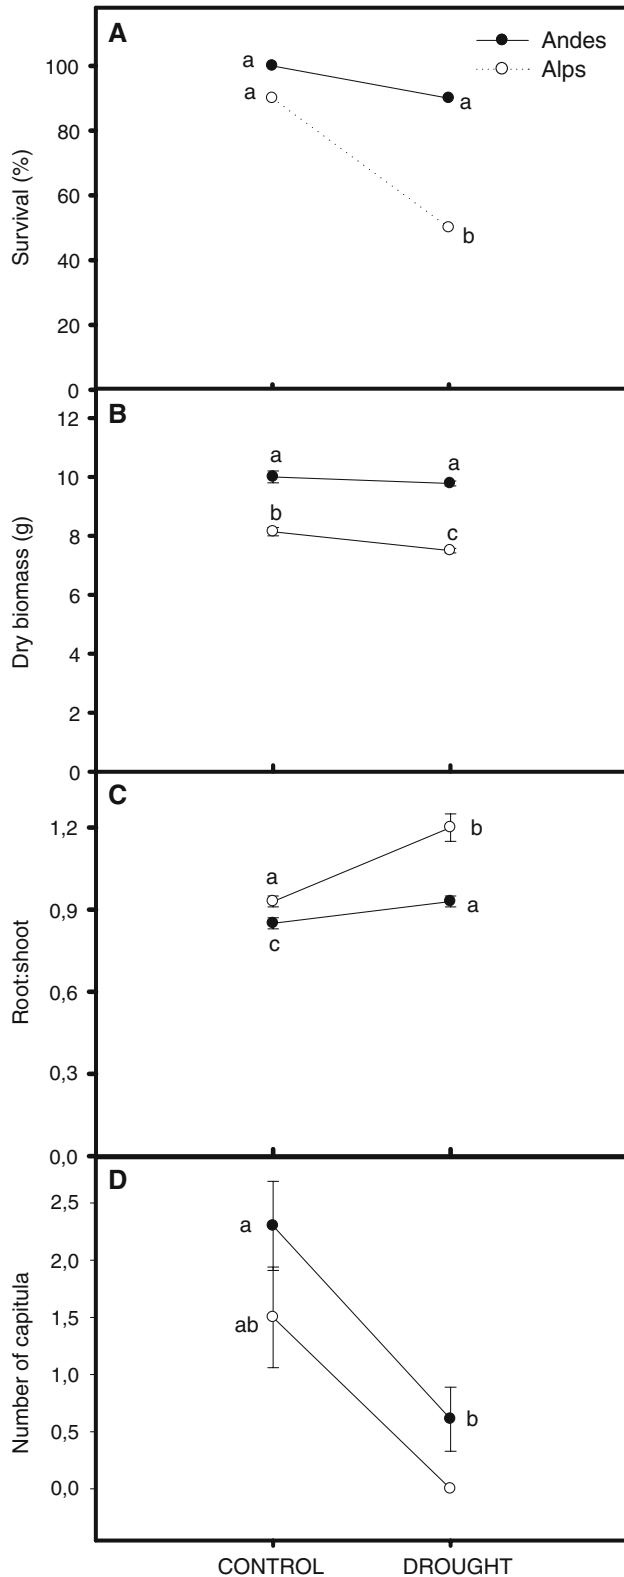 A
Andes
Alps
Survival (%)
100
80
60
40
20
0
a
a
a
b
B
Dry biomass (g)
12
10
8
6
4
2
0
a
a
b
c
C
Root:shoot
1,2
0,9
0,6
0,3
0,0
a
b
a
c
D
Number of capitula
2,5
2,0
1,5
1,0
0,5
0,0
a
ab
b
CONTROL DROUGHT